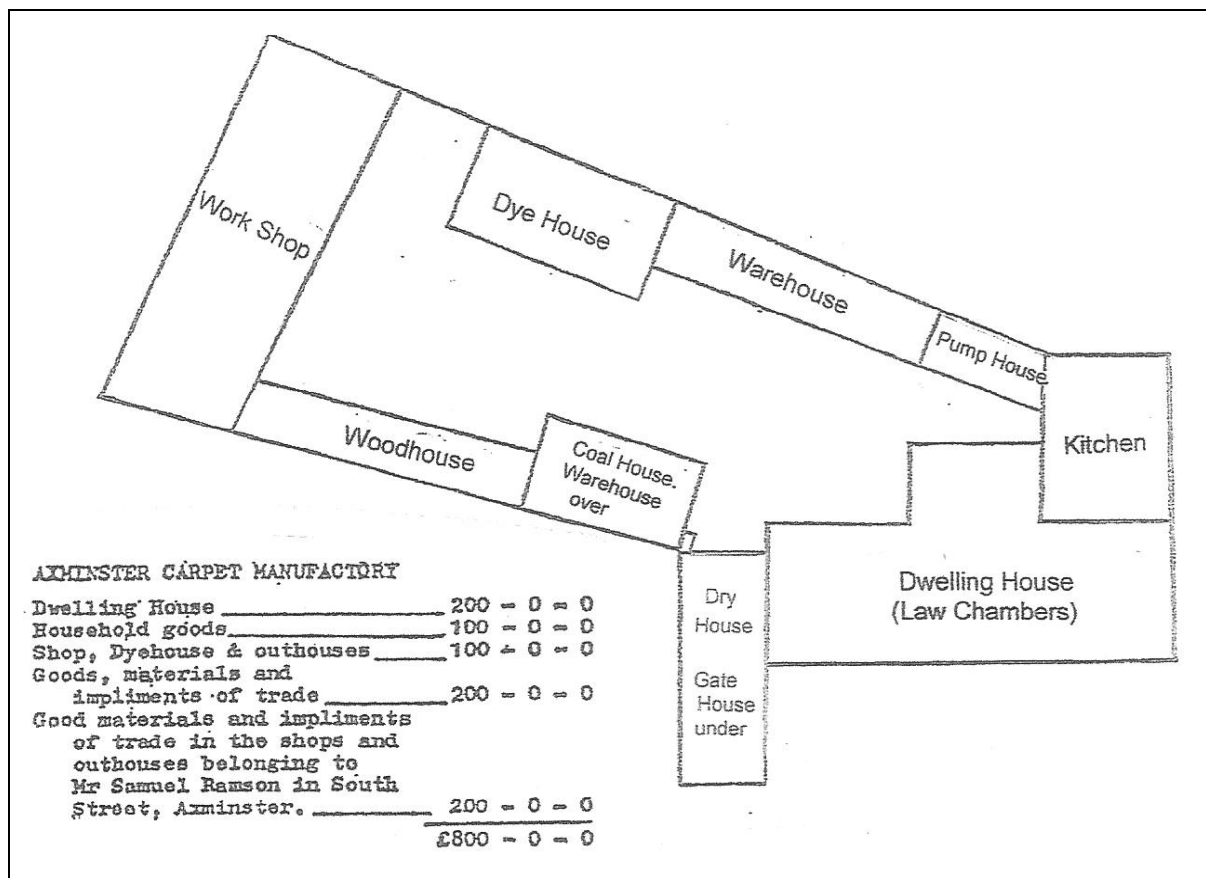 Work Shop
Dye House
Warehouse
Pump House
Kitchen
Woodhouse
Coal House.
Warehouse
over
Dry
House
Gate
House
under
Dwelling House
(Law Chambers)
AXMINSTER CARPET MANUFACTORY
Dwelling House 200 - 0 - 0
Household goods 100 - 0 - 0
Shop, Dyehouse & outhouses 100 - 0 - 0
Goods, materials and
impliments of trade 200 - 0 - 0
Good materials and impliments
of trade in the shops and
outhouses belonging to
Mr Samuel Ramson in South
Street, Axminster. 200 - 0 - 0
£800 - 0 - 0